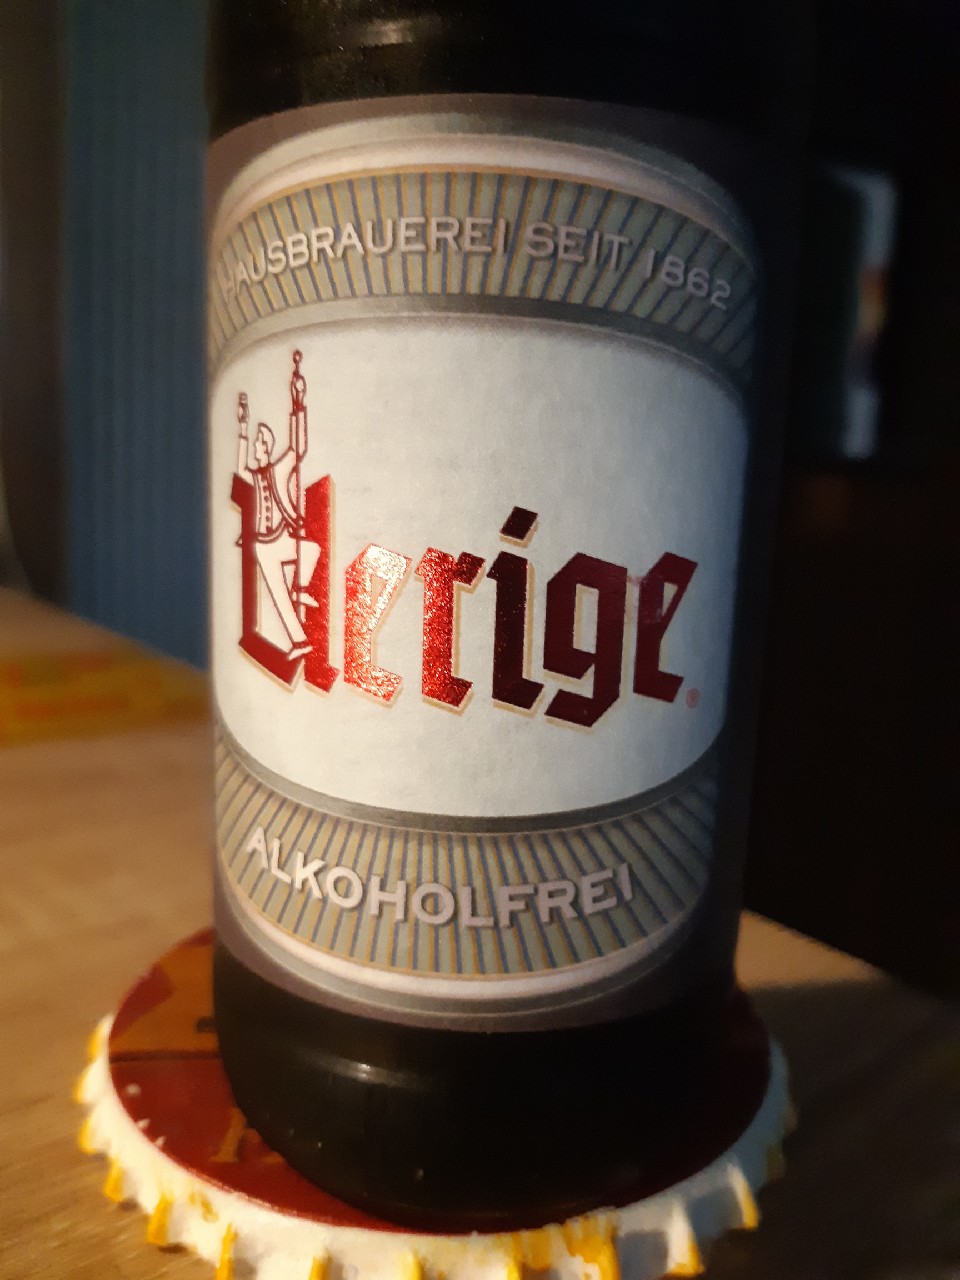 HAUSBRAUEREI SEIT 1862
Uerige®
ALKOHOLFREI